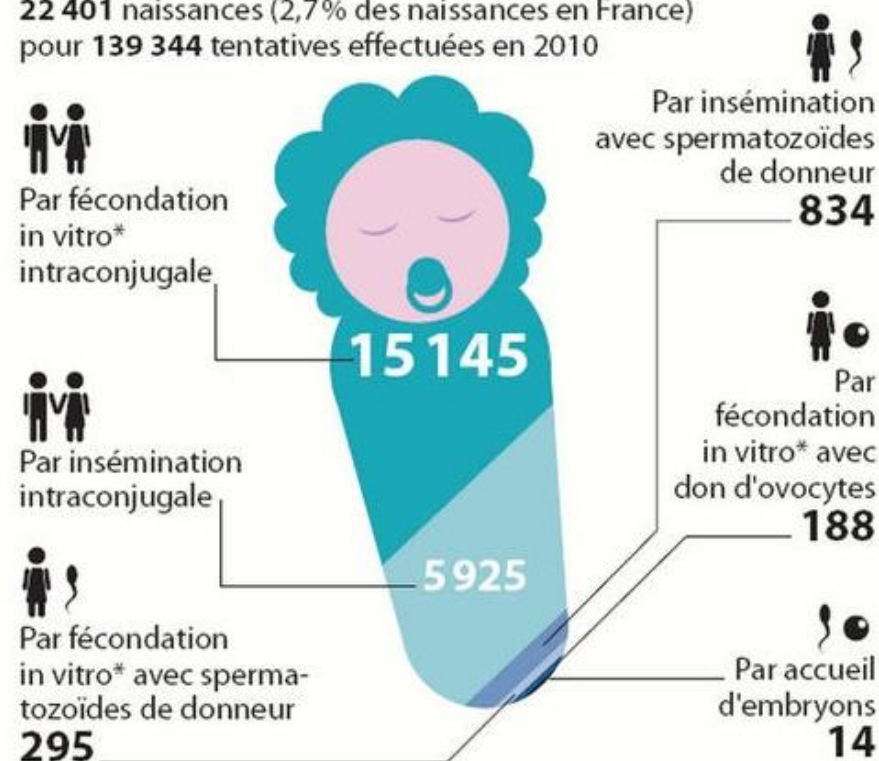 22 401 naissances (2,7% des naissances en France)
pour 139 344 tentatives effectuées en 2010
Par fécondation
in vitro*
intraconjugale
15 145
Par insémination
intraconjugale
5 925
Par fécondation
in vitro* avec sperma-
tozoïdes de donneur
295
Par insémination
avec spermatozoïdes
de donneur
834
Par
fécondation
in vitro* avec
don d'ovocytes
188
Par accueil
d'embryons
14